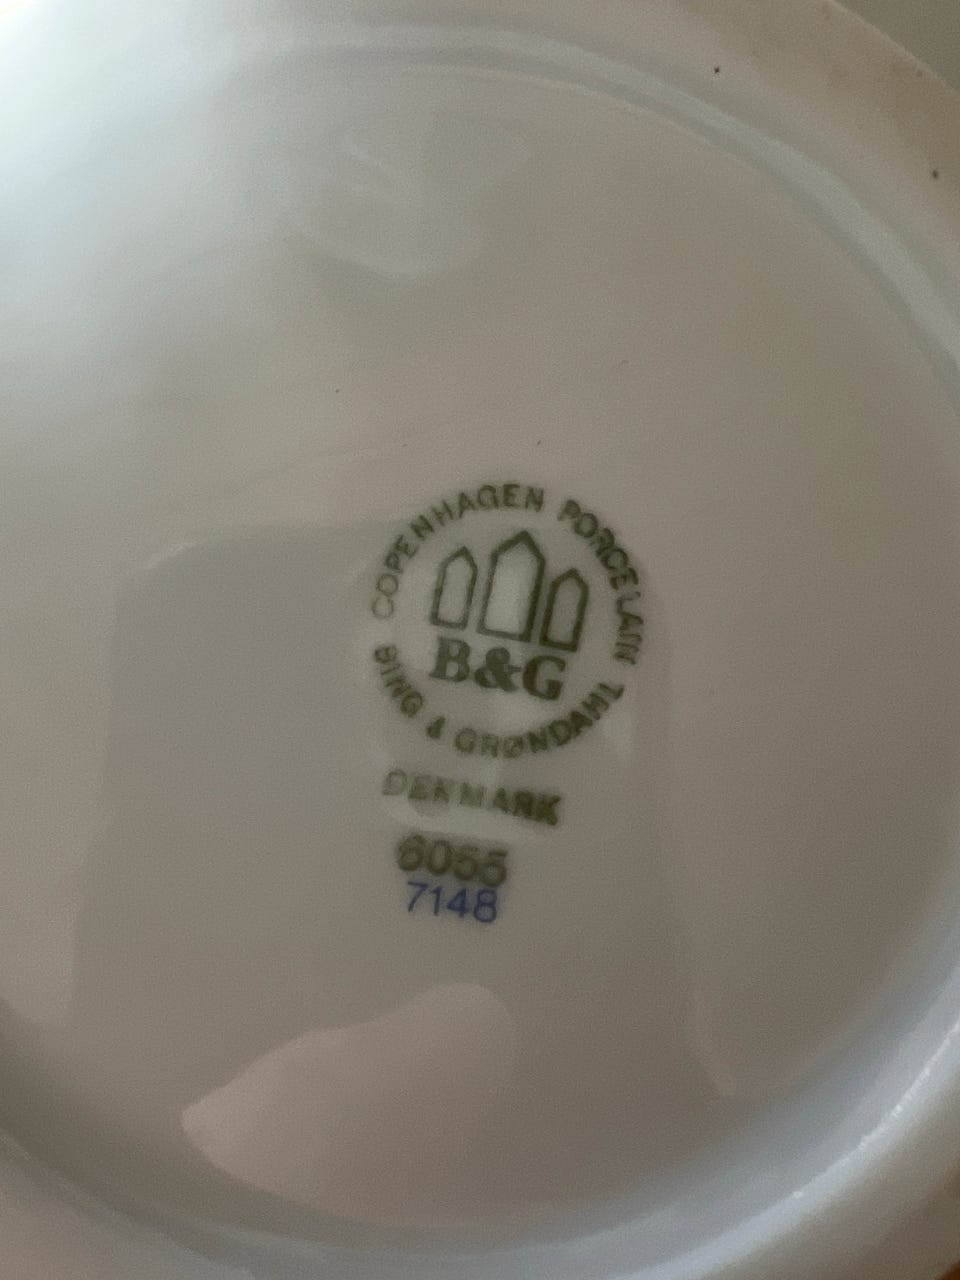 COPENHAGEN PORCELAIN
B&G
BING & GRØNDAHL
DENMARK
6055
7148